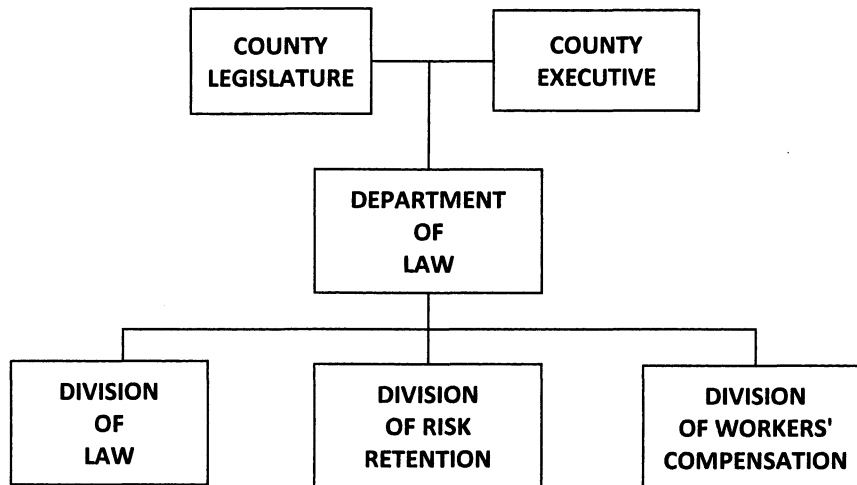 COUNTY
LEGISLATURE
COUNTY
EXECUTIVE
DEPARTMENT
OF
LAW
DIVISION
OF
LAW
DIVISION
OF RISK
RETENTION
DIVISION
OF WORKERS'
COMPENSATION